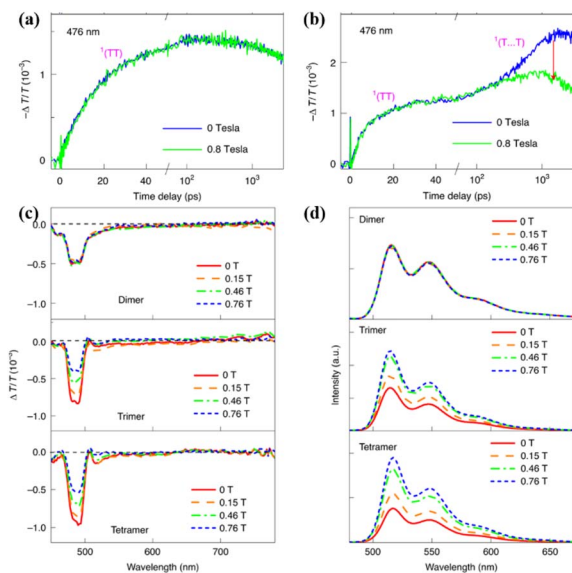 (a)
476 nm
¹(TT)
0 Tesla
0.8 Tesla
−Δ T/T (10⁻³)
1
0
0 20 40 10² 10³
Time delay (ps)
(b)
476 nm
¹(T...T)
¹(TT)
0 Tesla
0.8 Tesla
−Δ T/T (10⁻³)
2
1
0
0 20 40 10² 10³
Time delay (ps)
(c)
0.0
−0.5
−1.0
0 T
0.15 T
0.46 T
0.76 T
Dimer
0.0
−0.5
−1.0
0 T
0.15 T
0.46 T
0.76 T
Trimer
0.0
−0.5
−1.0
0 T
0.15 T
0.46 T
0.76 T
Tetramer
500 600 700
Wavelength (nm)
(d)
Dimer
0 T
0.15 T
0.46 T
0.76 T
Intensity (a.u.)
Trimer
0 T
0.15 T
0.46 T
0.76 T
Tetramer
0 T
0.15 T
0.46 T
0.76 T
500 550 600 650
Wavelength (nm)